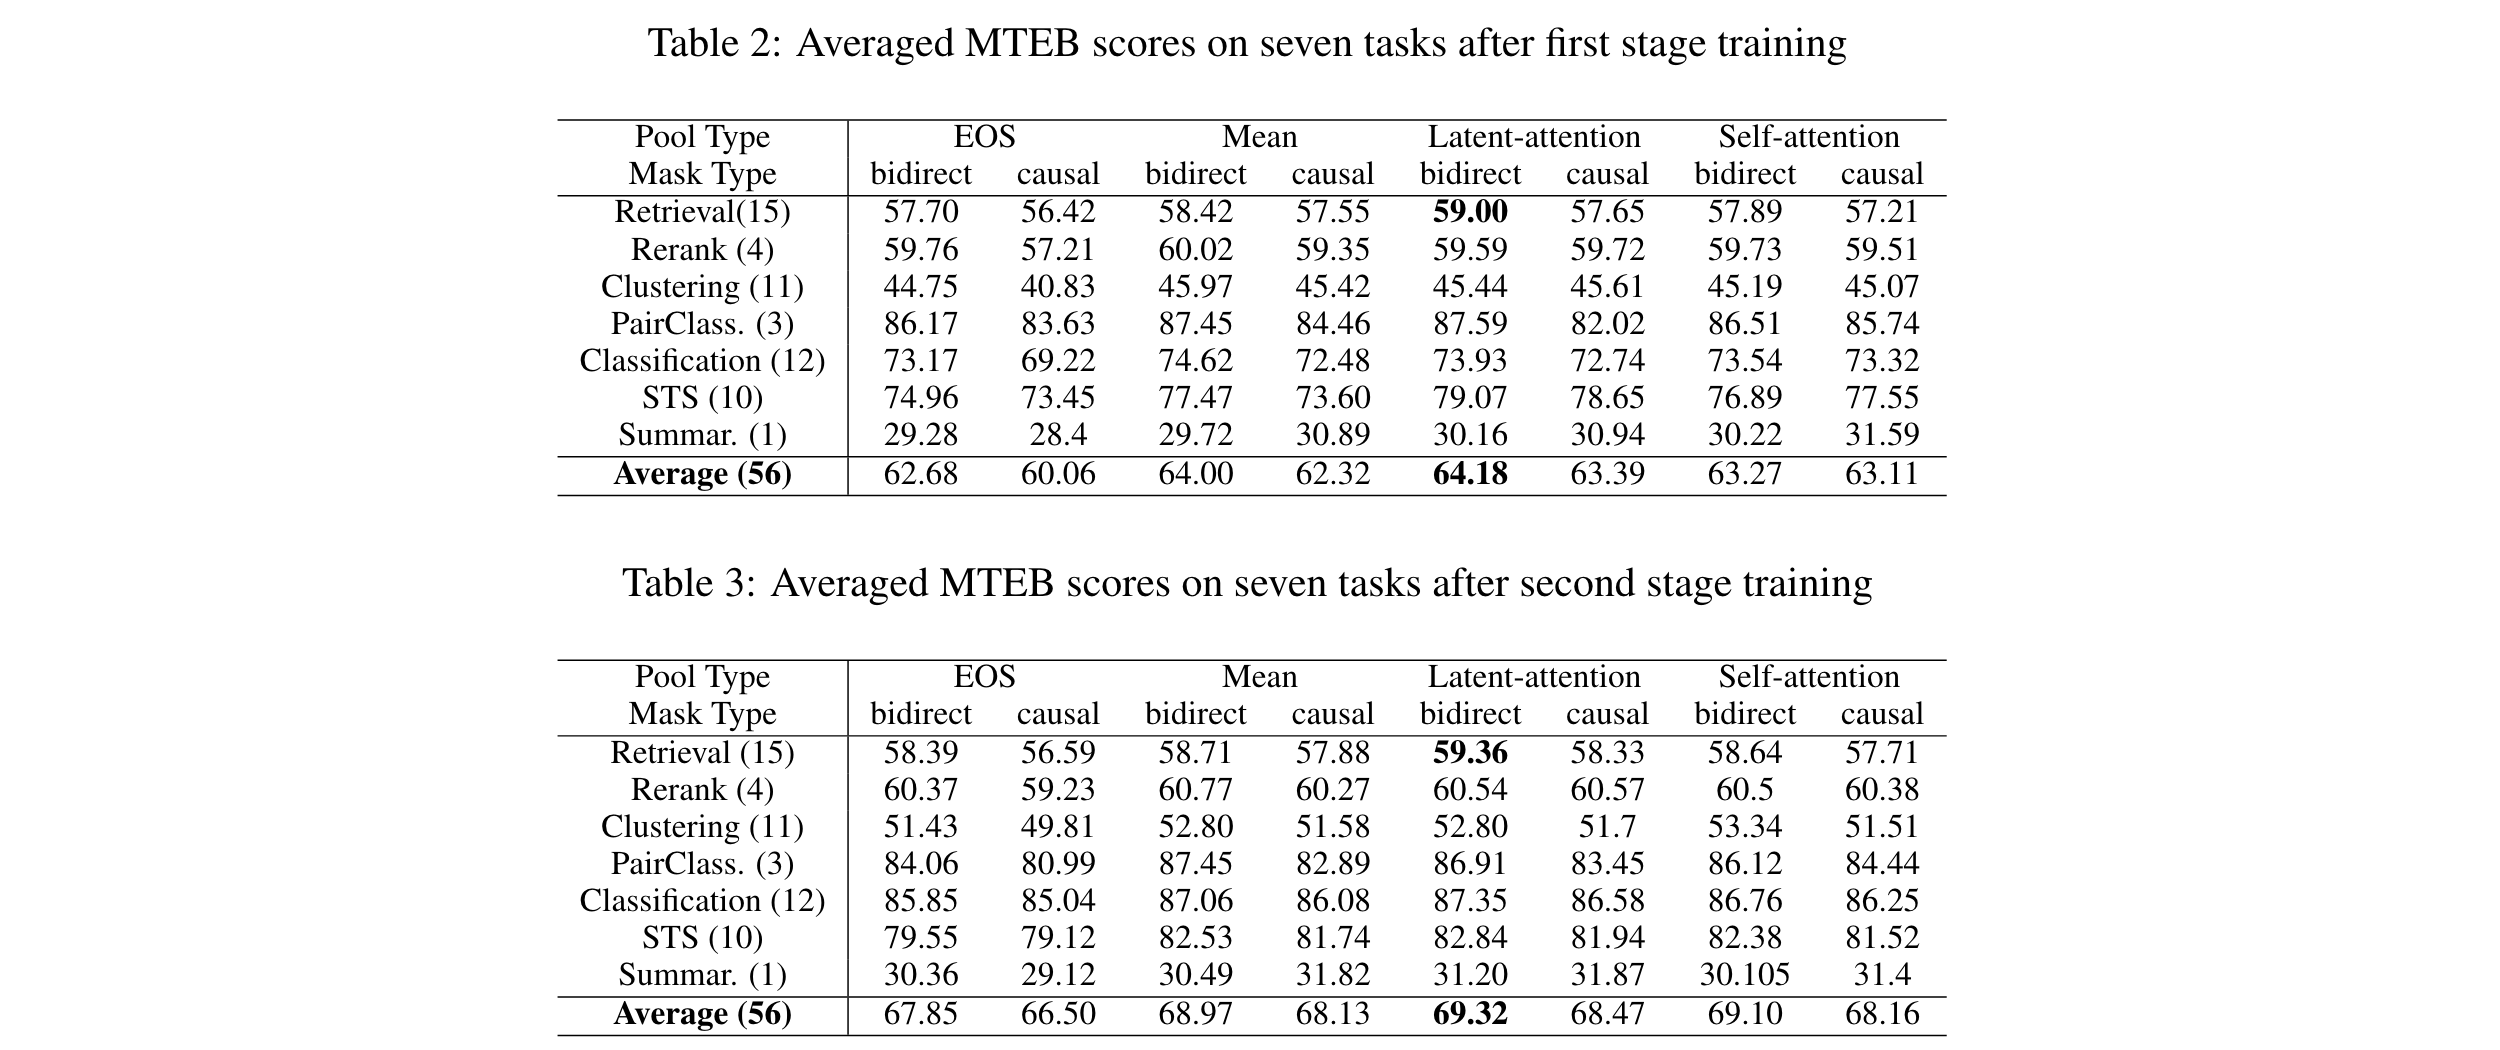 Table 2: Averaged MTEB scores on seven tasks after first stage training
Pool Type EOS Mean Latent-attention Self-attention
Mask Type bidirect causal bidirect causal bidirect causal bidirect causal
Retrieval(15) 57.70 56.42 58.42 57.55 59.00 57.65 57.89 57.21
Rerank (4) 59.76 57.21 60.02 59.35 59.59 59.72 59.73 59.51
Clustering (11) 44.75 40.83 45.97 45.42 45.44 45.61 45.19 45.07
PairClass. (3) 86.17 83.63 87.45 84.46 87.59 82.02 86.51 85.74
Classification (12) 73.17 69.22 74.62 72.48 73.93 72.74 73.54 73.32
STS (10) 74.96 73.45 77.47 73.60 79.07 78.65 76.89 77.55
Summar. (1) 29.28 28.4 29.72 30.89 30.16 30.94 30.22 31.59
Average (56) 62.68 60.06 64.00 62.32 64.18 63.39 63.27 63.11
Table 3: Averaged MTEB scores on seven tasks after second stage training
Pool Type EOS Mean Latent-attention Self-attention
Mask Type bidirect causal bidirect causal bidirect causal bidirect causal
Retrieval (15) 58.39 56.59 58.71 57.88 59.36 58.33 58.64 57.71
Rerank (4) 60.37 59.23 60.77 60.27 60.54 60.57 60.5 60.38
Clustering (11) 51.43 49.81 52.80 51.58 52.80 51.7 53.34 51.51
PairClass. (3) 84.06 80.99 87.45 82.89 86.91 83.45 86.12 84.44
Classification (12) 85.85 85.04 87.06 86.08 87.35 86.58 86.76 86.25
STS (10) 79.55 79.12 82.53 81.74 82.84 81.94 82.38 81.52
Summar. (1) 30.36 29.12 30.49 31.82 31.20 31.87 30.105 31.4
Average (56) 67.85 66.50 68.97 68.13 69.32 68.47 69.10 68.16